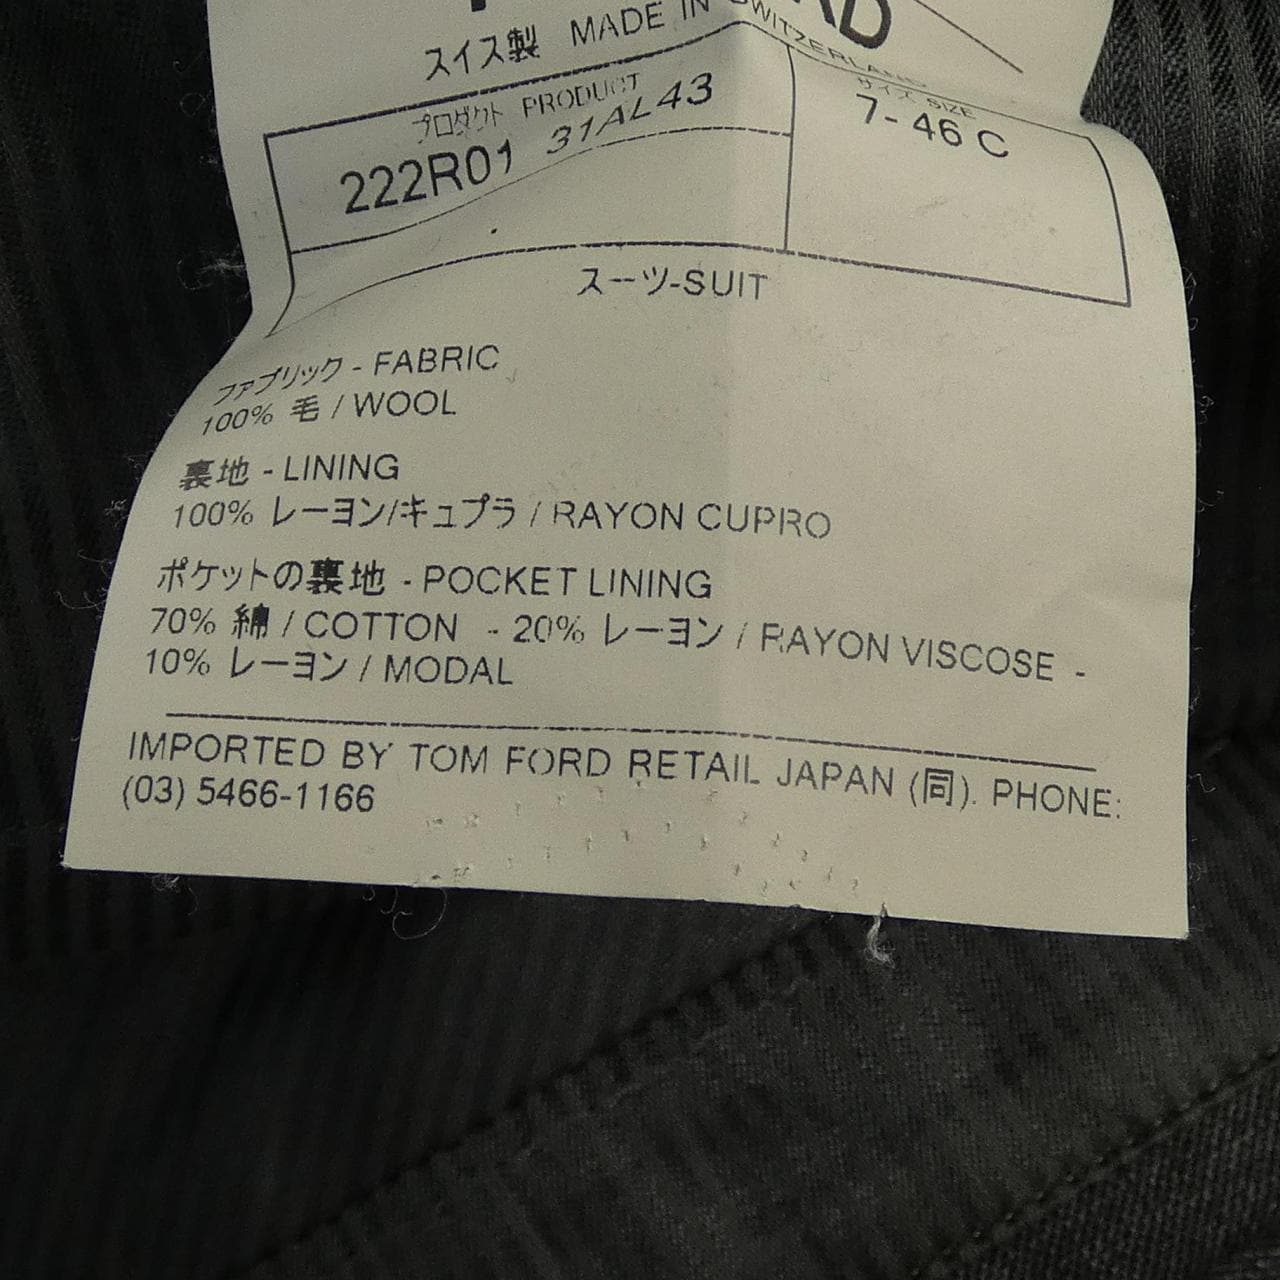 スイス製 MADE IN SWITZERLAND
プロダクト PRODUCT
サイズ SIZE
222R01 31AL43
7- 46 C
スーツ-SUIT
ファブリック - FABRIC
100% 毛 / WOOL
裏地 - LINING
100% レーヨン/キュプラ / RAYON CUPRO
ポケットの裏地 - POCKET LINING
70% 綿 / COTTON - 20% レーヨン / RAYON VISCOSE -
10% レーヨン / MODAL
IMPORTED BY TOM FORD RETAIL JAPAN (同). PHONE:
(03) 5466-1166